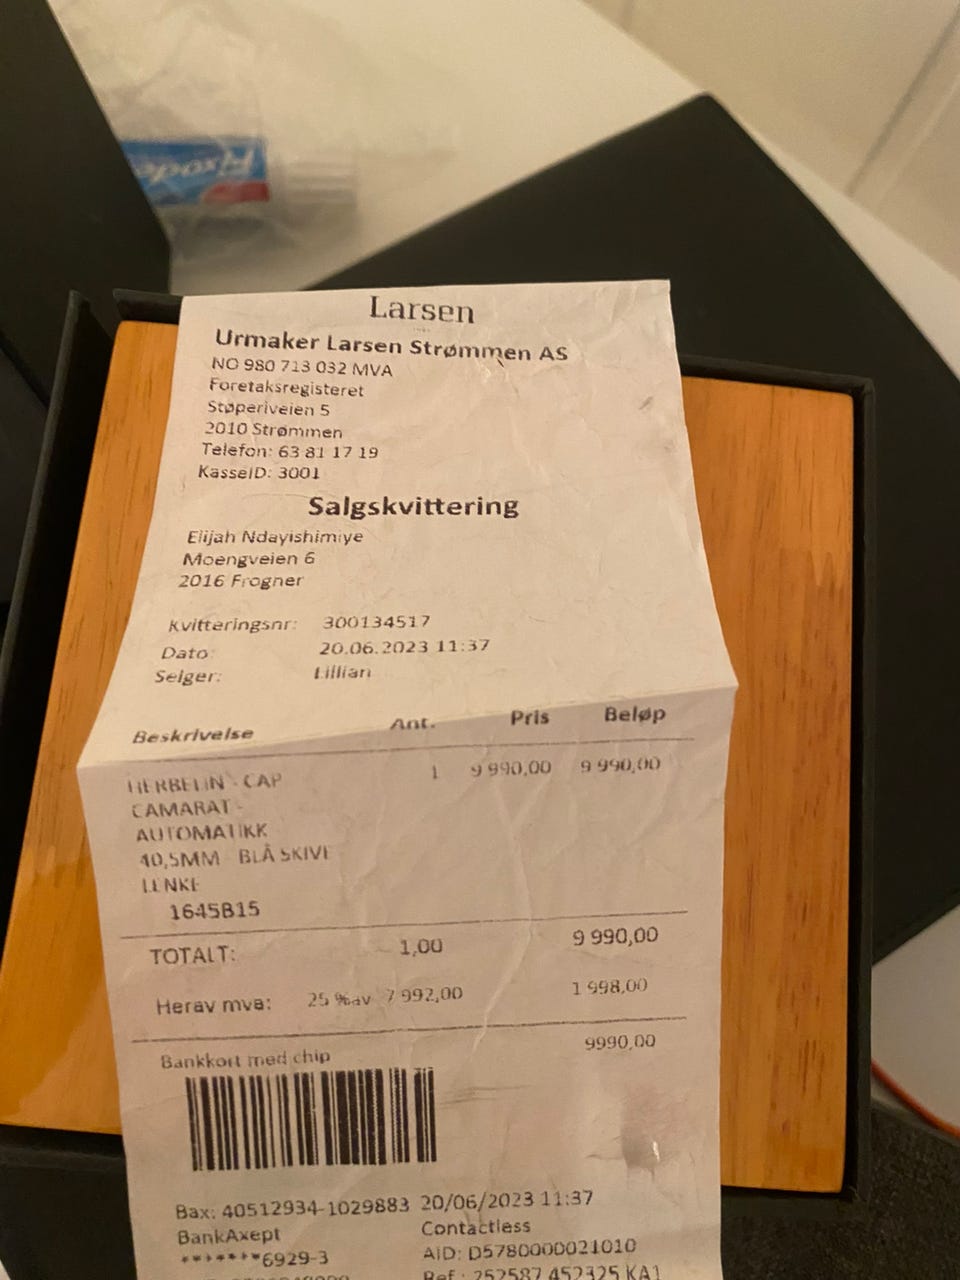 Fixode
Larsen
Urmaker Larsen Strømmen AS
NO 980 713 032 MVA
Foretaksregisteret
Støperiveien 5
2010 Strømmen
Telefon: 63 81 17 19
KasseID: 3001
Salgskvittering
Elijah Ndayishimiye
Moengveien 6
2016 Frogner
Kvitteringsnr: 300134517
Dato: 20.06.2023 11:37
Selger: Lillian
Beskrivelse Ant. Pris Beløp
HERBELIN - CAP 1 9 990,00 9 990,00
CAMARAT -
AUTOMATIKK
40,5MM - BLÅ SKIVE
LENKE
1645B15
TOTALT: 1,00 9 990,00
Herav mva: 25 %av 7 992,00 1 998,00
Bankkort med chip 9990,00
Bax: 40512934-1029883 20/06/2023 11:37
BankAxept Contactless
*******6929-3 AID: D5780000021010
Ref.: 252587 452325 KA1